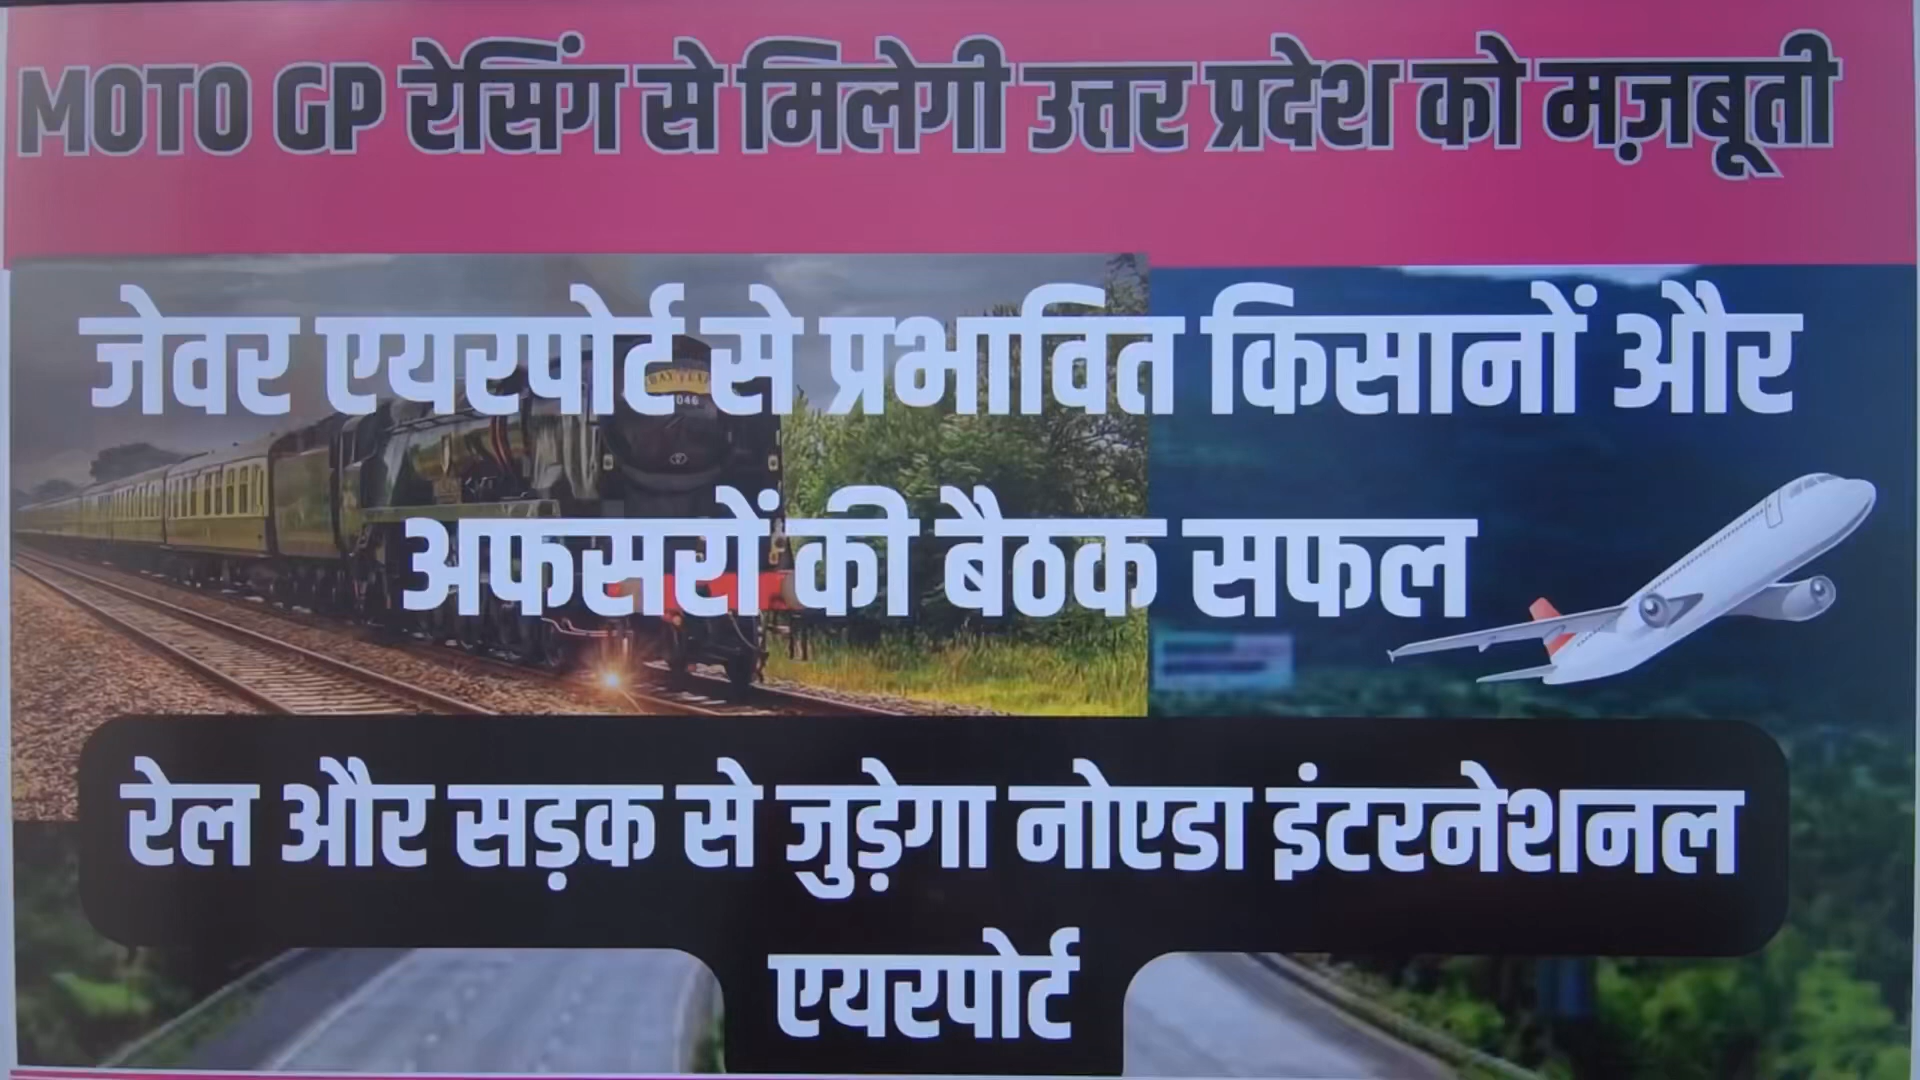 MOTO GP रेसिंग से मिलेगी उत्तर प्रदेश को मज़बूती
जेवर एयरपोर्ट से प्रभावित किसानों और
अफसरों की बैठक सफल
रेल और सड़क से जुड़ेगा नोएडा इंटरनेशनल
एयरपोर्ट